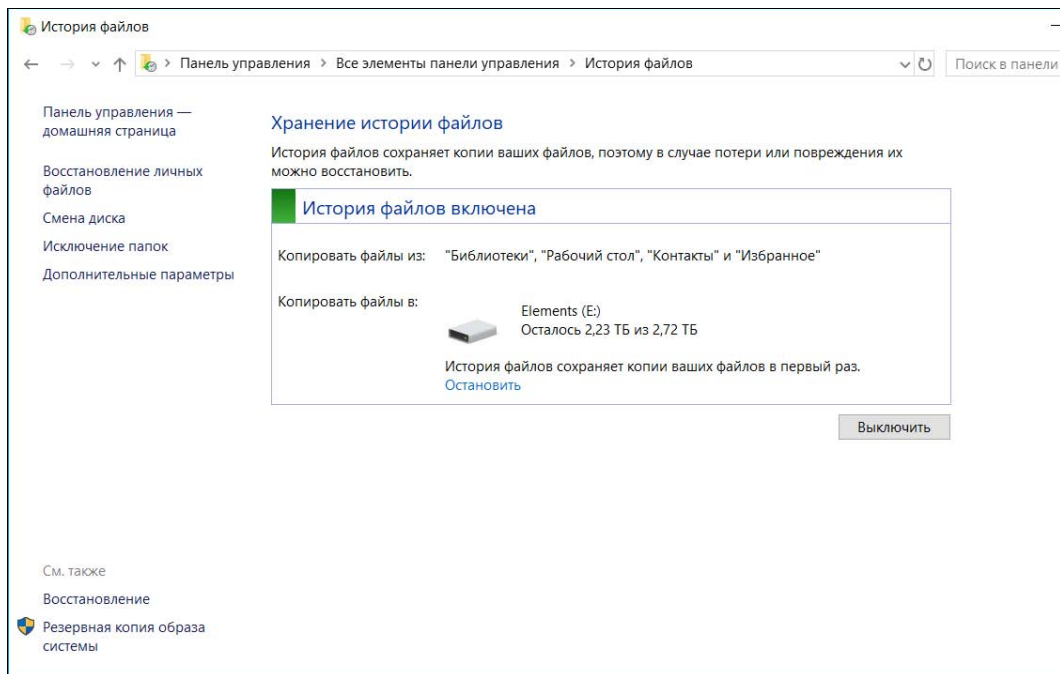 История файлов
Панель управления > Все элементы панели управления > История файлов
Поиск в панели
Панель управления —
домашняя страница
Восстановление личных
файлов
Смена диска
Исключение папок
Дополнительные параметры
Хранение истории файлов
История файлов сохраняет копии ваших файлов, поэтому в случае потери или повреждения их
можно восстановить.
История файлов включена
Копировать файлы из: "Библиотеки", "Рабочий стол", "Контакты" и "Избранное"
Копировать файлы в:
Elements (E:)
Осталось 2,23 ТБ из 2,72 ТБ
История файлов сохраняет копии ваших файлов в первый раз.
Остановить
Выключить
См. также
Восстановление
Резервная копия образа
системы